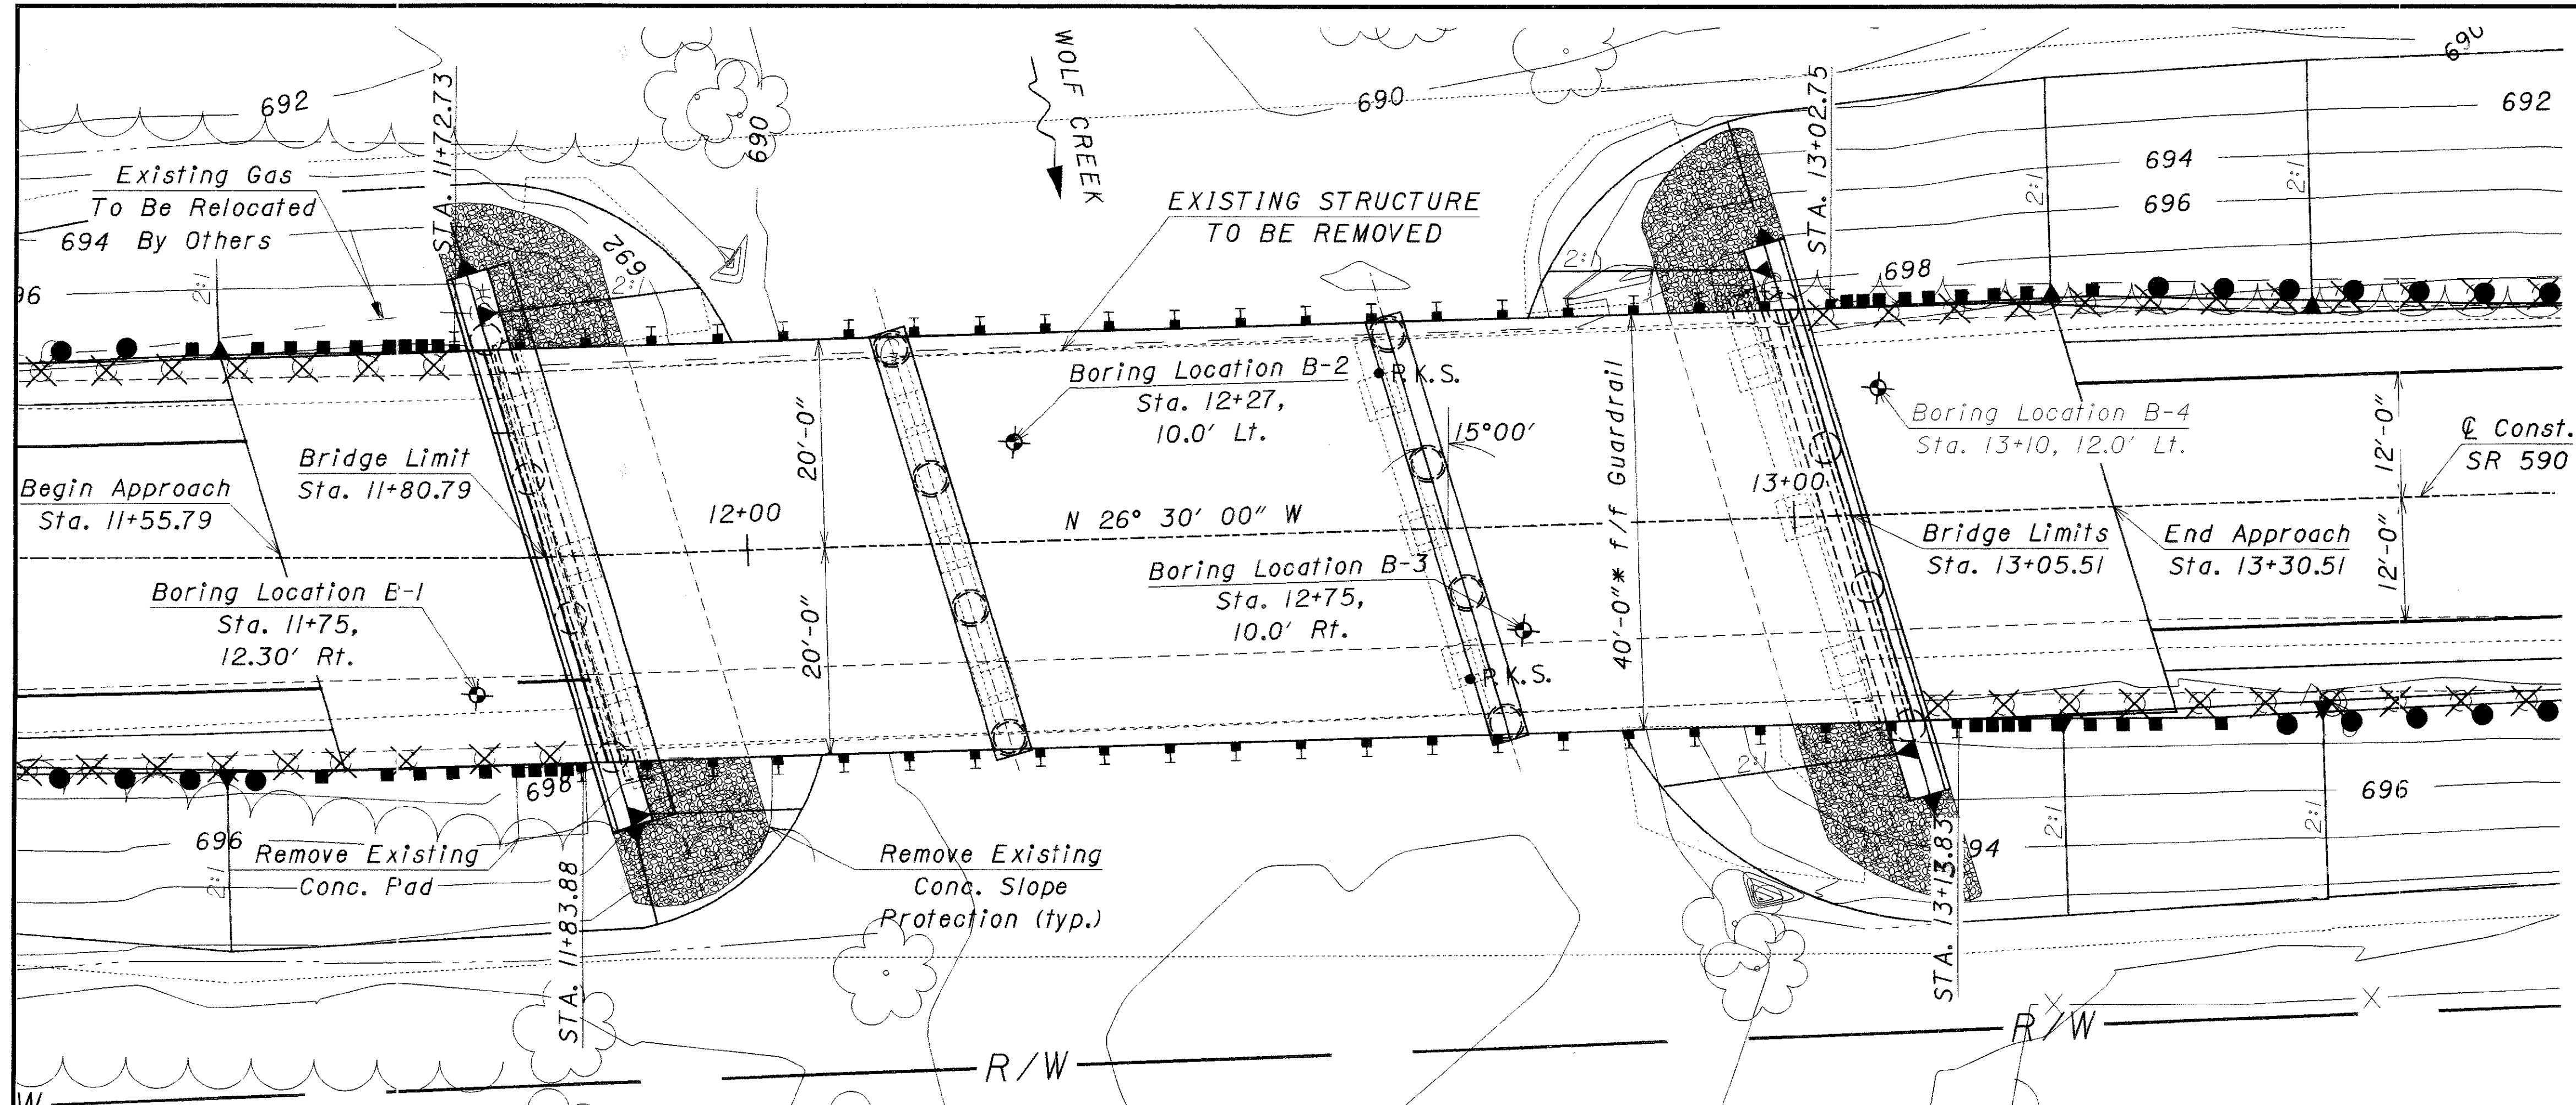 690
692
690
692
STA. 11+72.73
690
WOLF CREEK
STA. 13+02.75
694
696
698
2:1
2:1
Existing Gas
To Be Relocated
694 By Others
2:1
96
692
2:1
EXISTING STRUCTURE
TO BE REMOVED
2:1
Boring Location B-2
Sta. 12+27,
10.0' Lt.
P.K.S.
15°00'
40'-0"* f/f Guardrail
Boring Location B-4
Sta. 13+10, 12.0' Lt.
12'-0"
℄ Const.
SR 590
Bridge Limit
Sta. 11+80.79
20'-0"
Begin Approach
Sta. 11+55.79
12+00
N 26° 30' 00" W
13+00
Bridge Limits
Sta. 13+05.51
End Approach
Sta. 13+30.51
12'-0"
Boring Location B-1
Sta. 11+75,
12.30' Rt.
20'-0"
Boring Location B-3
Sta. 12+75,
10.0' Rt.
P.K.S.
698
696
2:1
Remove Existing
Conc. Pad
STA. 11+83.88
Remove Existing
Conc. Slope
Protection (typ.)
2:1
STA. 13+13.83
94
2:1
2:1
696
R/W
R/W
W